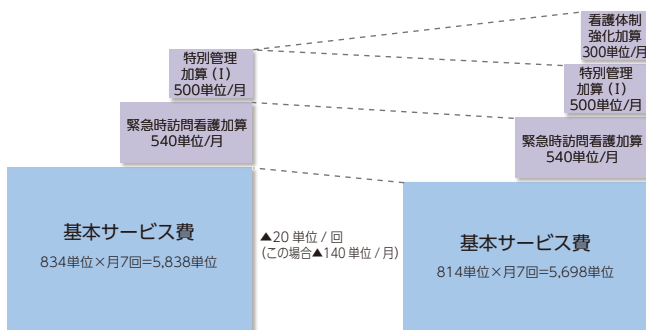 特別管理
加算 (Ⅰ)
500単位/月
緊急時訪問看護加算
540単位/月
基本サービス費
834単位×月7回=5,838単位
▲20 単位 / 回
(この場合▲140 単位 / 月)
看護体制
強化加算
300単位/月
特別管理
加算 (Ⅰ)
500単位/月
緊急時訪問看護加算
540単位/月
基本サービス費
814単位×月7回=5,698単位